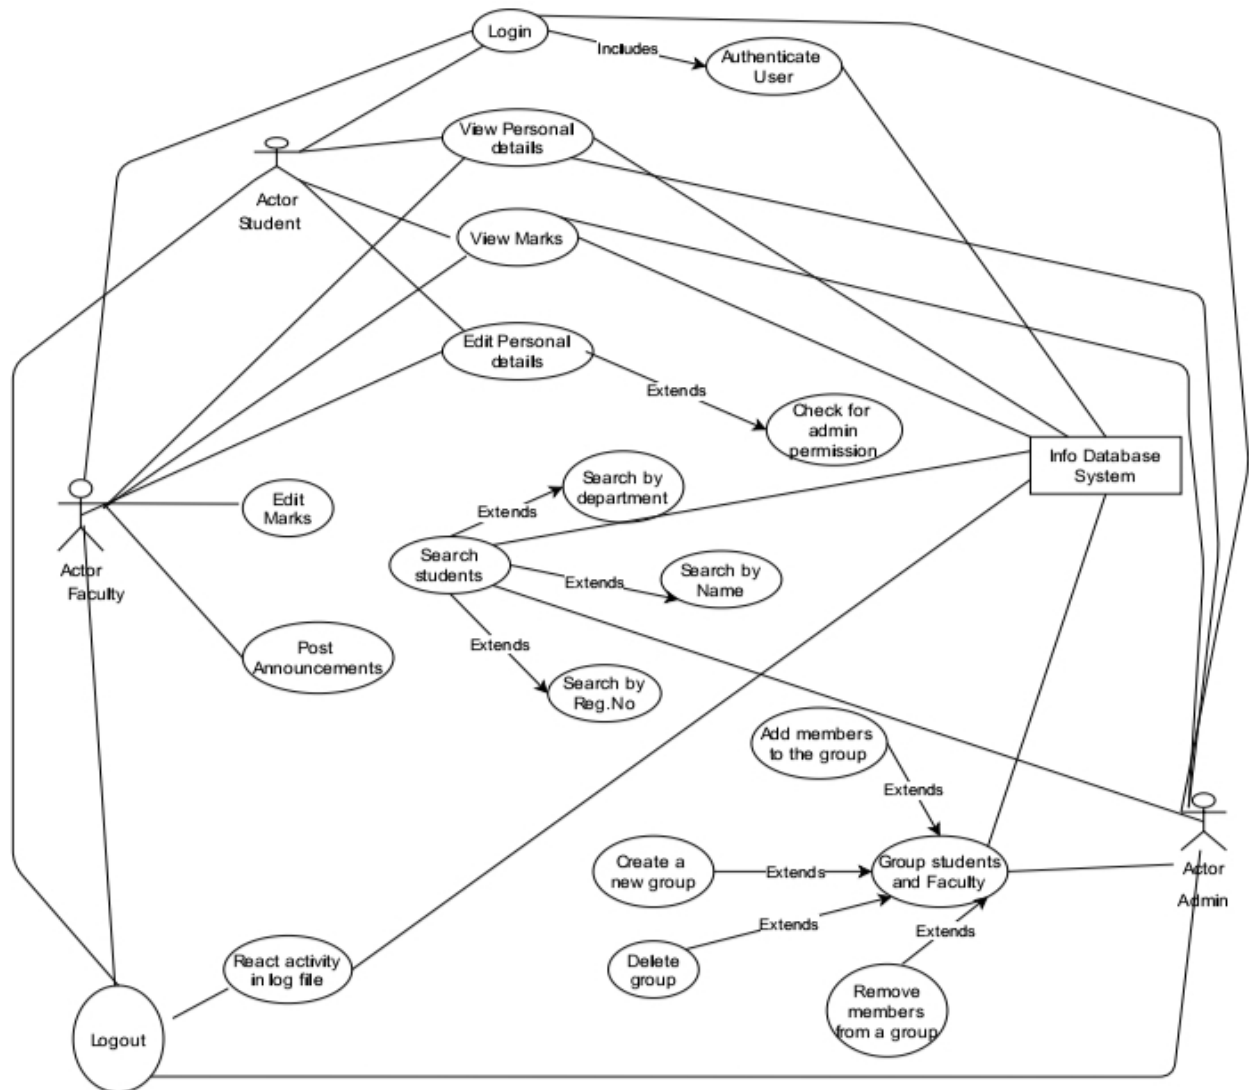 Login
Includes
Authenticate
User
View Personal
details
Actor
Student
View Marks
Edit Personal
details
Extends
Check for
admin
permission
Info Database
System
Search by
department
Extends
Edit
Marks
Search
students
Extends
Search by
Name
Actor
Faculty
Extends
Post
Announcements
Search by
Reg.No
Add members
to the group
Extends
Create a
new group
Extends
Group students
and Faculty
Actor
Admin
Extends
Extends
React activity
in log file
Delete
group
Remove
members
from a group
Logout